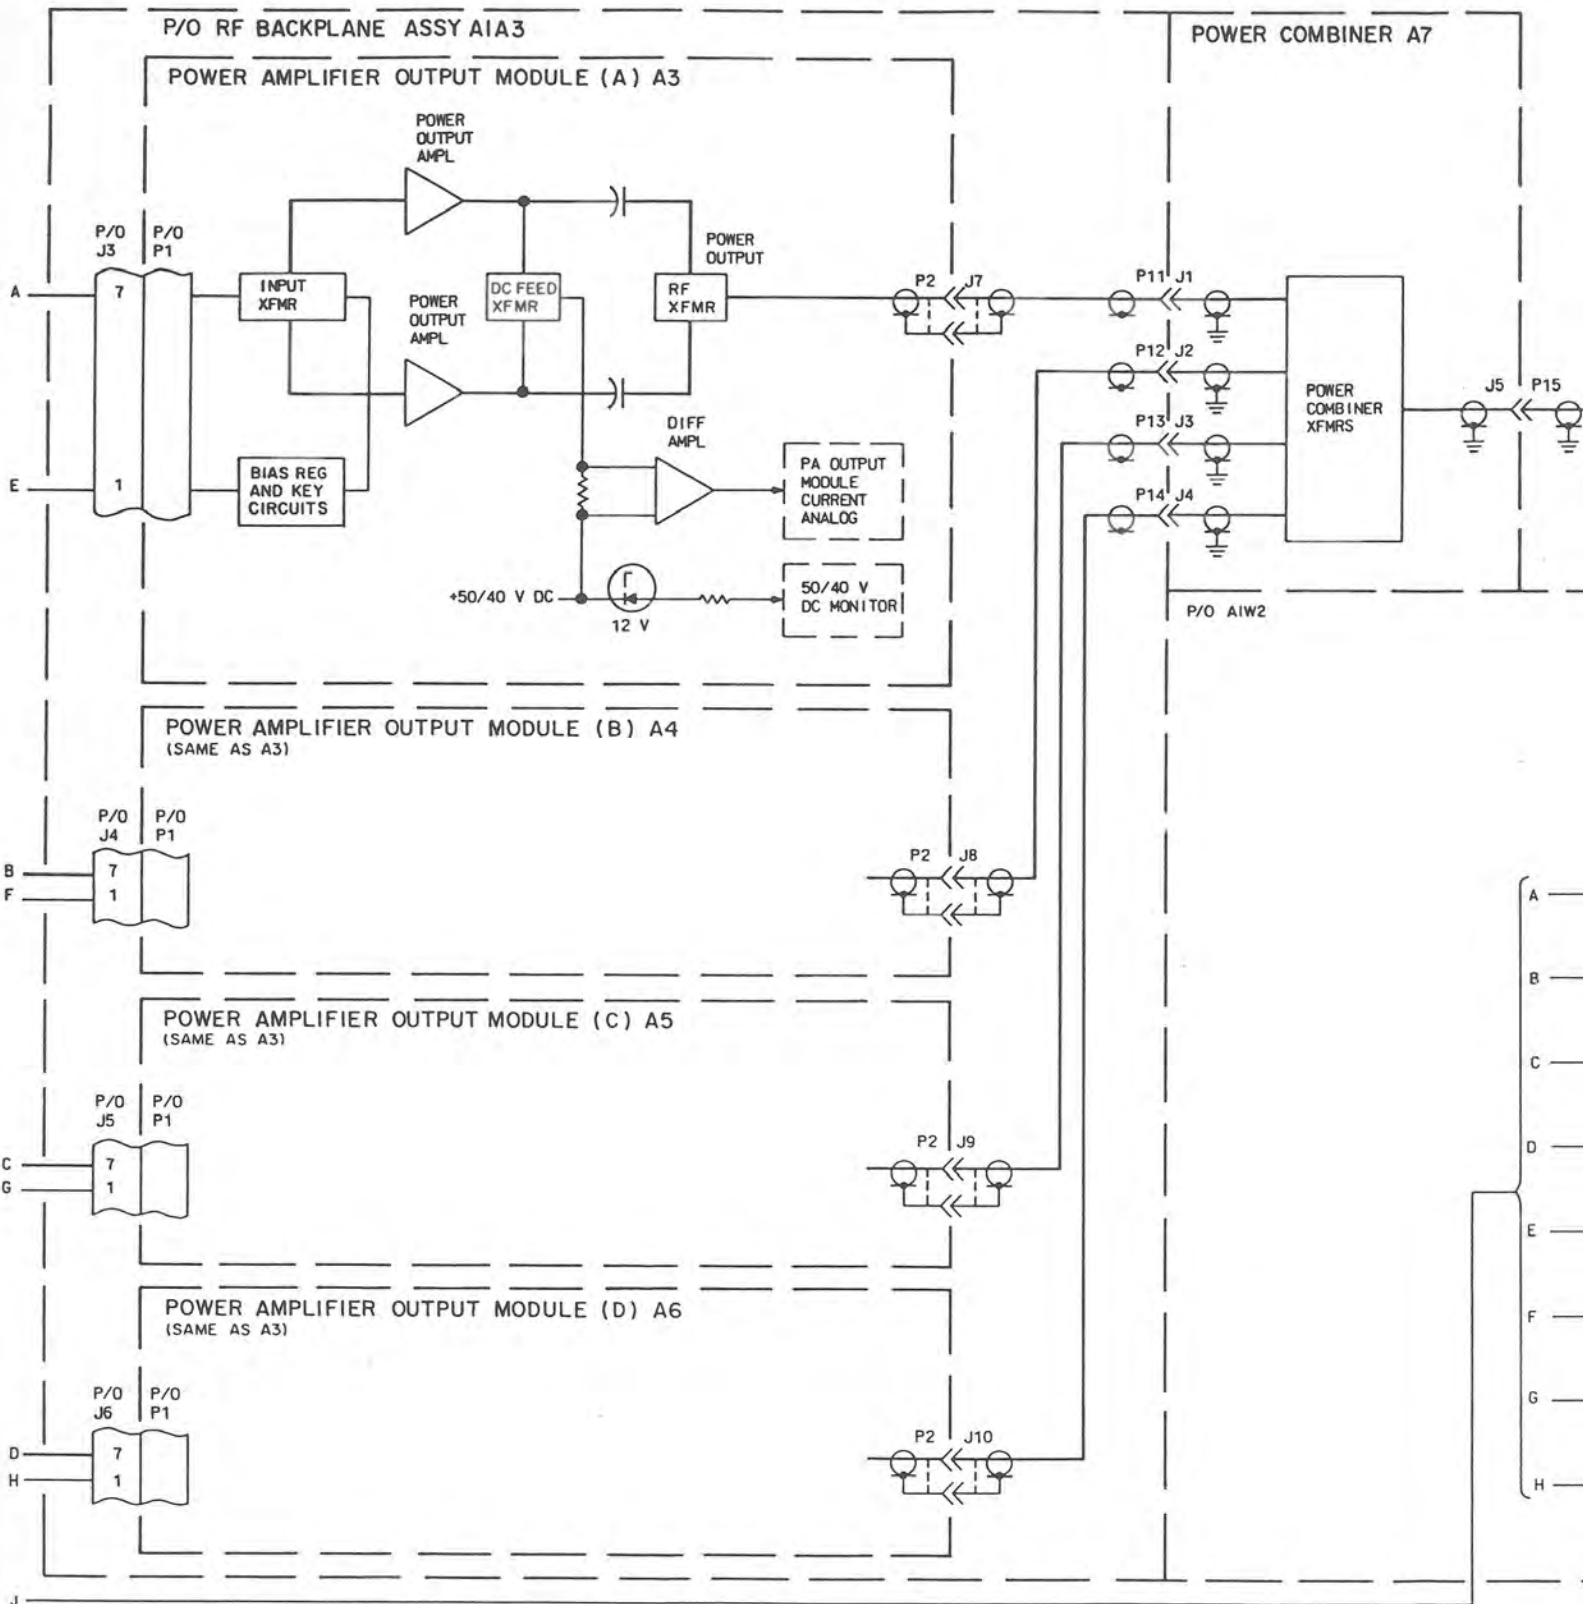 P/O RF BACKPLANE ASSY A1A3
POWER COMBINER A7
POWER AMPLIFIER OUTPUT MODULE (A) A3
POWER
OUTPUT
AMPL
P/O
J3
P/O
P1
POWER
OUTPUT
A
7
INPUT
XFMR
POWER
OUTPUT
AMPL
DC FEED
XFMR
RF
XFMR
P2
J7
P11
J1
P12
J2
POWER
COMBINER
XFMRS
J5
P15
P13
J3
P14
J4
DIFF
AMPL
E
1
BIAS REG
AND KEY
CIRCUITS
PA OUTPUT
MODULE
CURRENT
ANALOG
+50/40 V DC
12 V
50/40 V
DC MONITOR
P/O A1W2
POWER AMPLIFIER OUTPUT MODULE (B) A4
(SAME AS A3)
P/O
J4
P/O
P1
B
7
F
1
P2
J8
POWER AMPLIFIER OUTPUT MODULE (C) A5
(SAME AS A3)
P/O
J5
P/O
P1
C
7
G
1
P2
J9
POWER AMPLIFIER OUTPUT MODULE (D) A6
(SAME AS A3)
P/O
J6
P/O
P1
D
7
H
1
P2
J10
A
B
C
D
E
F
G
H
J